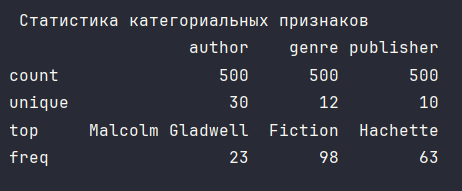 Статистика категориальных признаков
author genre publisher
count 500 500 500
unique 30 12 10
top Malcolm Gladwell Fiction Hachette
freq 23 98 63